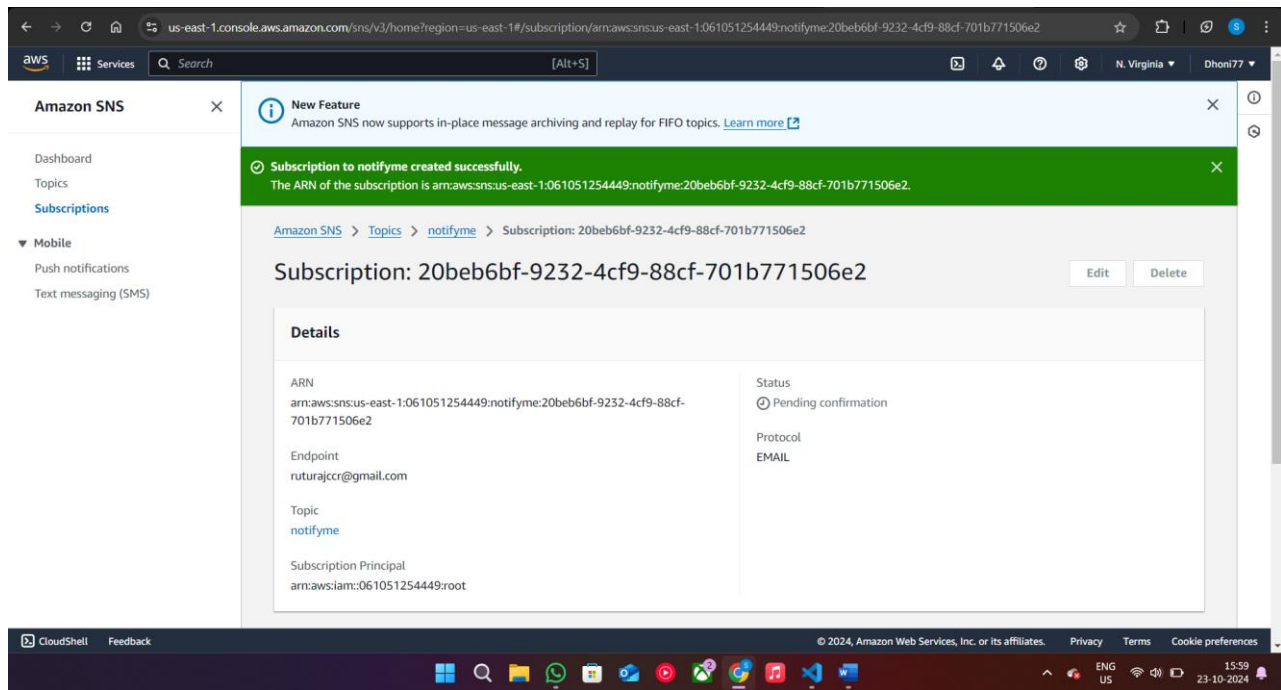 us-east-1.console.aws.amazon.com/sns/v3/home?region=us-east-1#/subscription/arn:aws:sns:us-east-1:061051254449:notifyme:20beb6bf-9232-4cf9-88cf-701b771506e2
S
aws Services Search [Alt+S] N. Virginia ▼ Dhoni77 ▼
Amazon SNS
New Feature
Amazon SNS now supports in-place message archiving and replay for FIFO topics. Learn more
Dashboard
Topics
Subscriptions
Mobile
Push notifications
Text messaging (SMS)
Subscription to notifyme created successfully.
The ARN of the subscription is arn:aws:sns:us-east-1:061051254449:notifyme:20beb6bf-9232-4cf9-88cf-701b771506e2.
Amazon SNS > Topics > notifyme > Subscription: 20beb6bf-9232-4cf9-88cf-701b771506e2
Subscription: 20beb6bf-9232-4cf9-88cf-701b771506e2
Edit Delete
Details
ARN
arn:aws:sns:us-east-1:061051254449:notifyme:20beb6bf-9232-4cf9-88cf-
701b771506e2
Endpoint
ruturajccr@gmail.com
Topic
notifyme
Subscription Principal
arn:aws:iam::061051254449:root
Status
Pending confirmation
Protocol
EMAIL
CloudShell Feedback © 2024, Amazon Web Services, Inc. or its affiliates. Privacy Terms Cookie preferences
2
ENG
US
15:59
23-10-2024